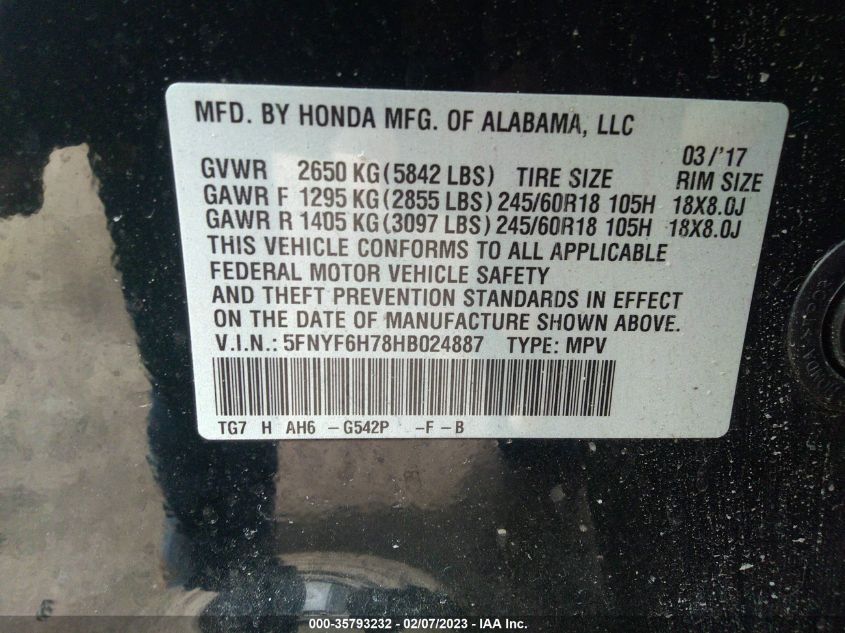 MFD. BY HONDA MFG. OF ALABAMA, LLC
03/'17
GVWR 2650 KG(5842 LBS) TIRE SIZE RIM SIZE
GAWR F 1295 KG(2855 LBS) 245/60R18 105H 18X8.0J
GAWR R 1405 KG(3097 LBS) 245/60R18 105H 18X8.0J
THIS VEHICLE CONFORMS TO ALL APPLICABLE
FEDERAL MOTOR VEHICLE SAFETY
AND THEFT PREVENTION STANDARDS IN EFFECT
ON THE DATE OF MANUFACTURE SHOWN ABOVE.
V.I.N.: 5FNYF6H78HB024887 TYPE: MPV
TG7 H AH6 -G542P -F -B
000-35793232 - 02/07/2023 - IAA Inc.